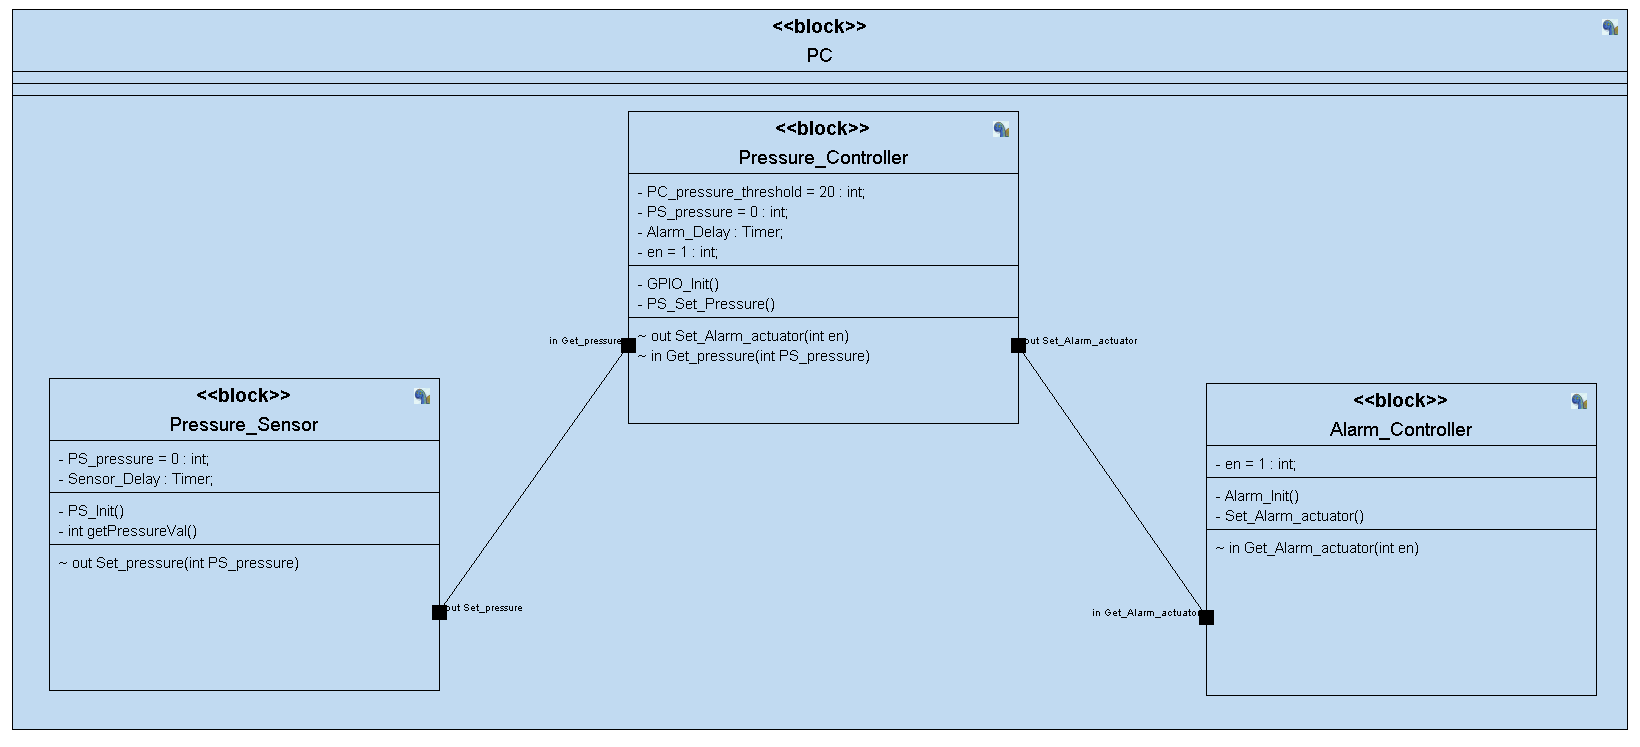 <<block>>
PC
<<block>>
Pressure_Controller
- PC_pressure_threshold = 20 : int;
- PS_pressure = 0 : int;
- Alarm_Delay : Timer;
- en = 1 : int;
- GPIO_Init()
- PS_Set_Pressure()
~ out Set_Alarm_actuator(int en)
~ in Get_pressure(int PS_pressure)
in Get_pressure
out Set_Alarm_actuator
<<block>>
Pressure_Sensor
- PS_pressure = 0 : int;
- Sensor_Delay : Timer;
- PS_Init()
- int getPressureVal()
~ out Set_pressure(int PS_pressure)
out Set_pressure
<<block>>
Alarm_Controller
- en = 1 : int;
- Alarm_Init()
- Set_Alarm_actuator()
~ in Get_Alarm_actuator(int en)
in Get_Alarm_actuator